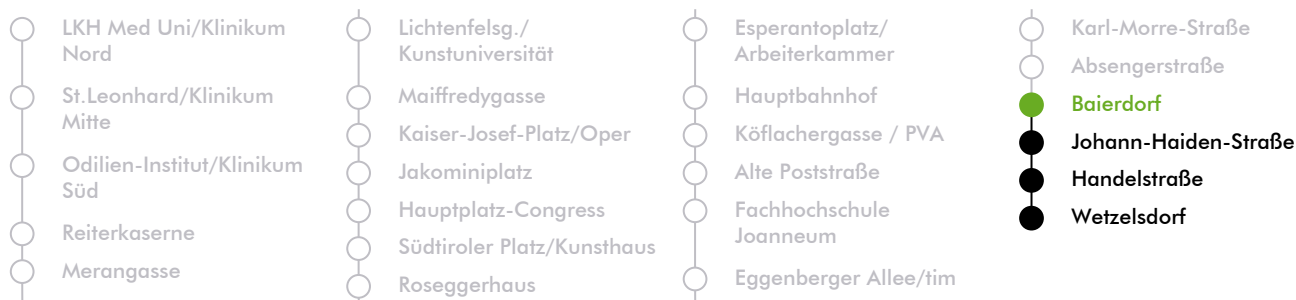 LKH Med Uni/Klinikum
Nord
St.Leonhard/Klinikum
Mitte
Odilien-Institut/Klinikum
Süd
Reiterkaserne
Merangasse
Lichtenfelsg./
Kunstuniversität
Maiffredygasse
Kaiser-Josef-Platz/Oper
Jakominiplatz
Hauptplatz-Congress
Südtiroler Platz/Kunsthaus
Roseggerhaus
Esperantoplatz/
Arbeiterkammer
Hauptbahnhof
Köflachergasse / PVA
Alte Poststraße
Fachhochschule
Joanneum
Eggenberger Allee/tim
Karl-Morre-Straße
Absengerstraße
Baierdorf
Johann-Haiden-Straße
Handelstraße
Wetzelsdorf